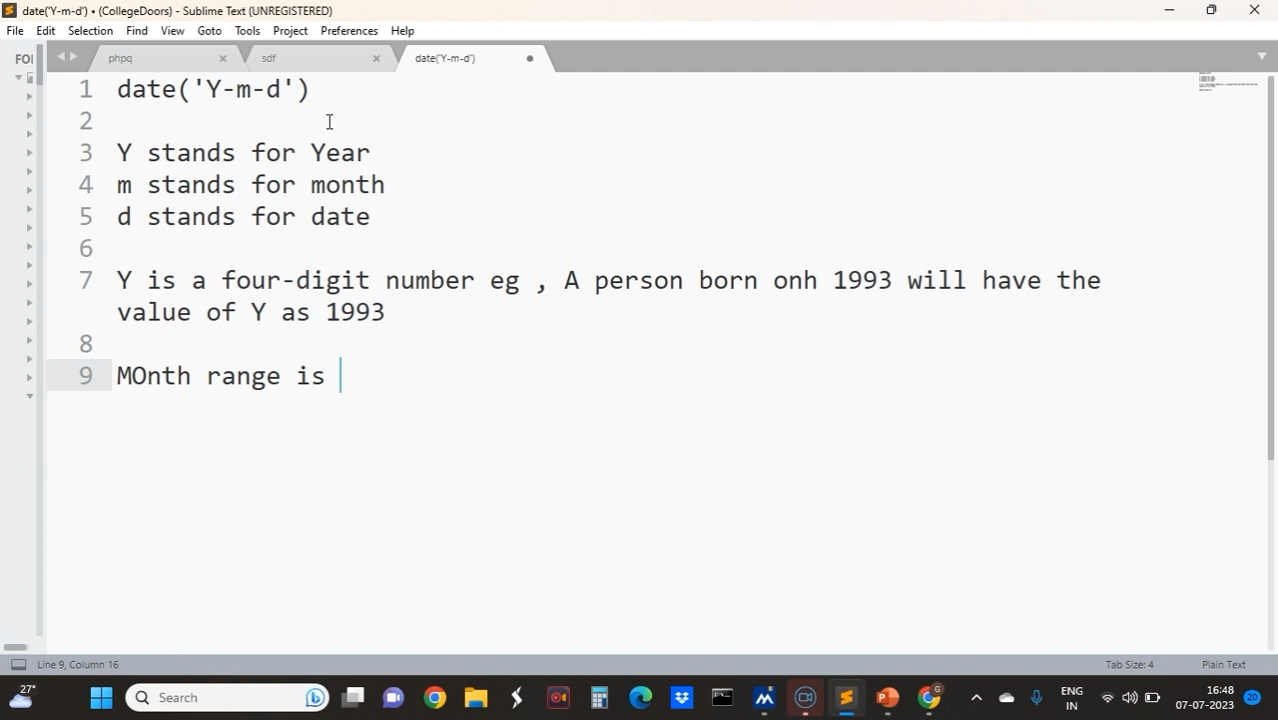 date('Y-m-d') • (CollegeDoors) - Sublime Text (UNREGISTERED)
File Edit Selection Find View Goto Tools Project Preferences Help
FOI
phpq
sdf
date('Y-m-d')
1 date('Y-m-d')
2
3 Y stands for Year
4 m stands for month
5 d stands for date
6
7 Y is a four-digit number eg , A person born onh 1993 will have the
value of Y as 1993
8
9 MOnth range is
Line 9, Column 16
Tab Size: 4
Plain Text
27°
Search
G
ENG
IN
16:48
07-07-2023
20